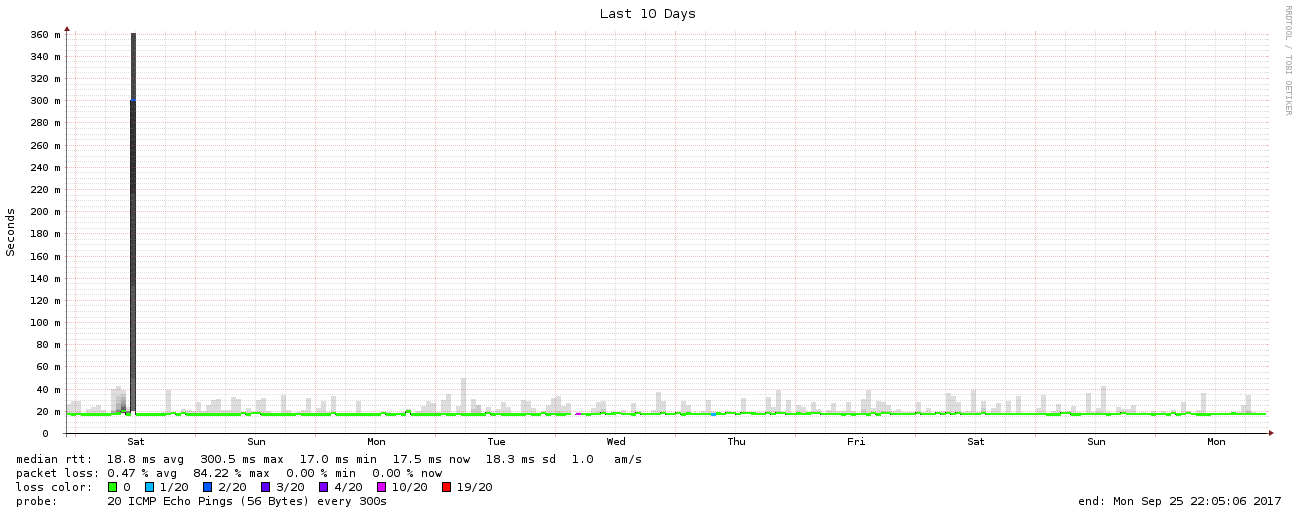 Last 10 Days
RRDTOOL / TOBI OETIKER
Seconds
360 m
340 m
320 m
300 m
280 m
260 m
240 m
220 m
200 m
180 m
160 m
140 m
120 m
100 m
80 m
60 m
40 m
20 m
0
Sat Sun Mon Tue Wed Thu Fri Sat Sun Mon
median rtt: 18.8 ms avg 300.5 ms max 17.0 ms min 17.5 ms now 18.3 ms sd 1.0 am/s
packet loss: 0.47 % avg 84.22 % max 0.00 % min 0.00 % now
loss color: 0 1/20 2/20 3/20 4/20 10/20 19/20
probe: 20 ICMP Echo Pings (56 Bytes) every 300s end: Mon Sep 25 22:05:06 2017